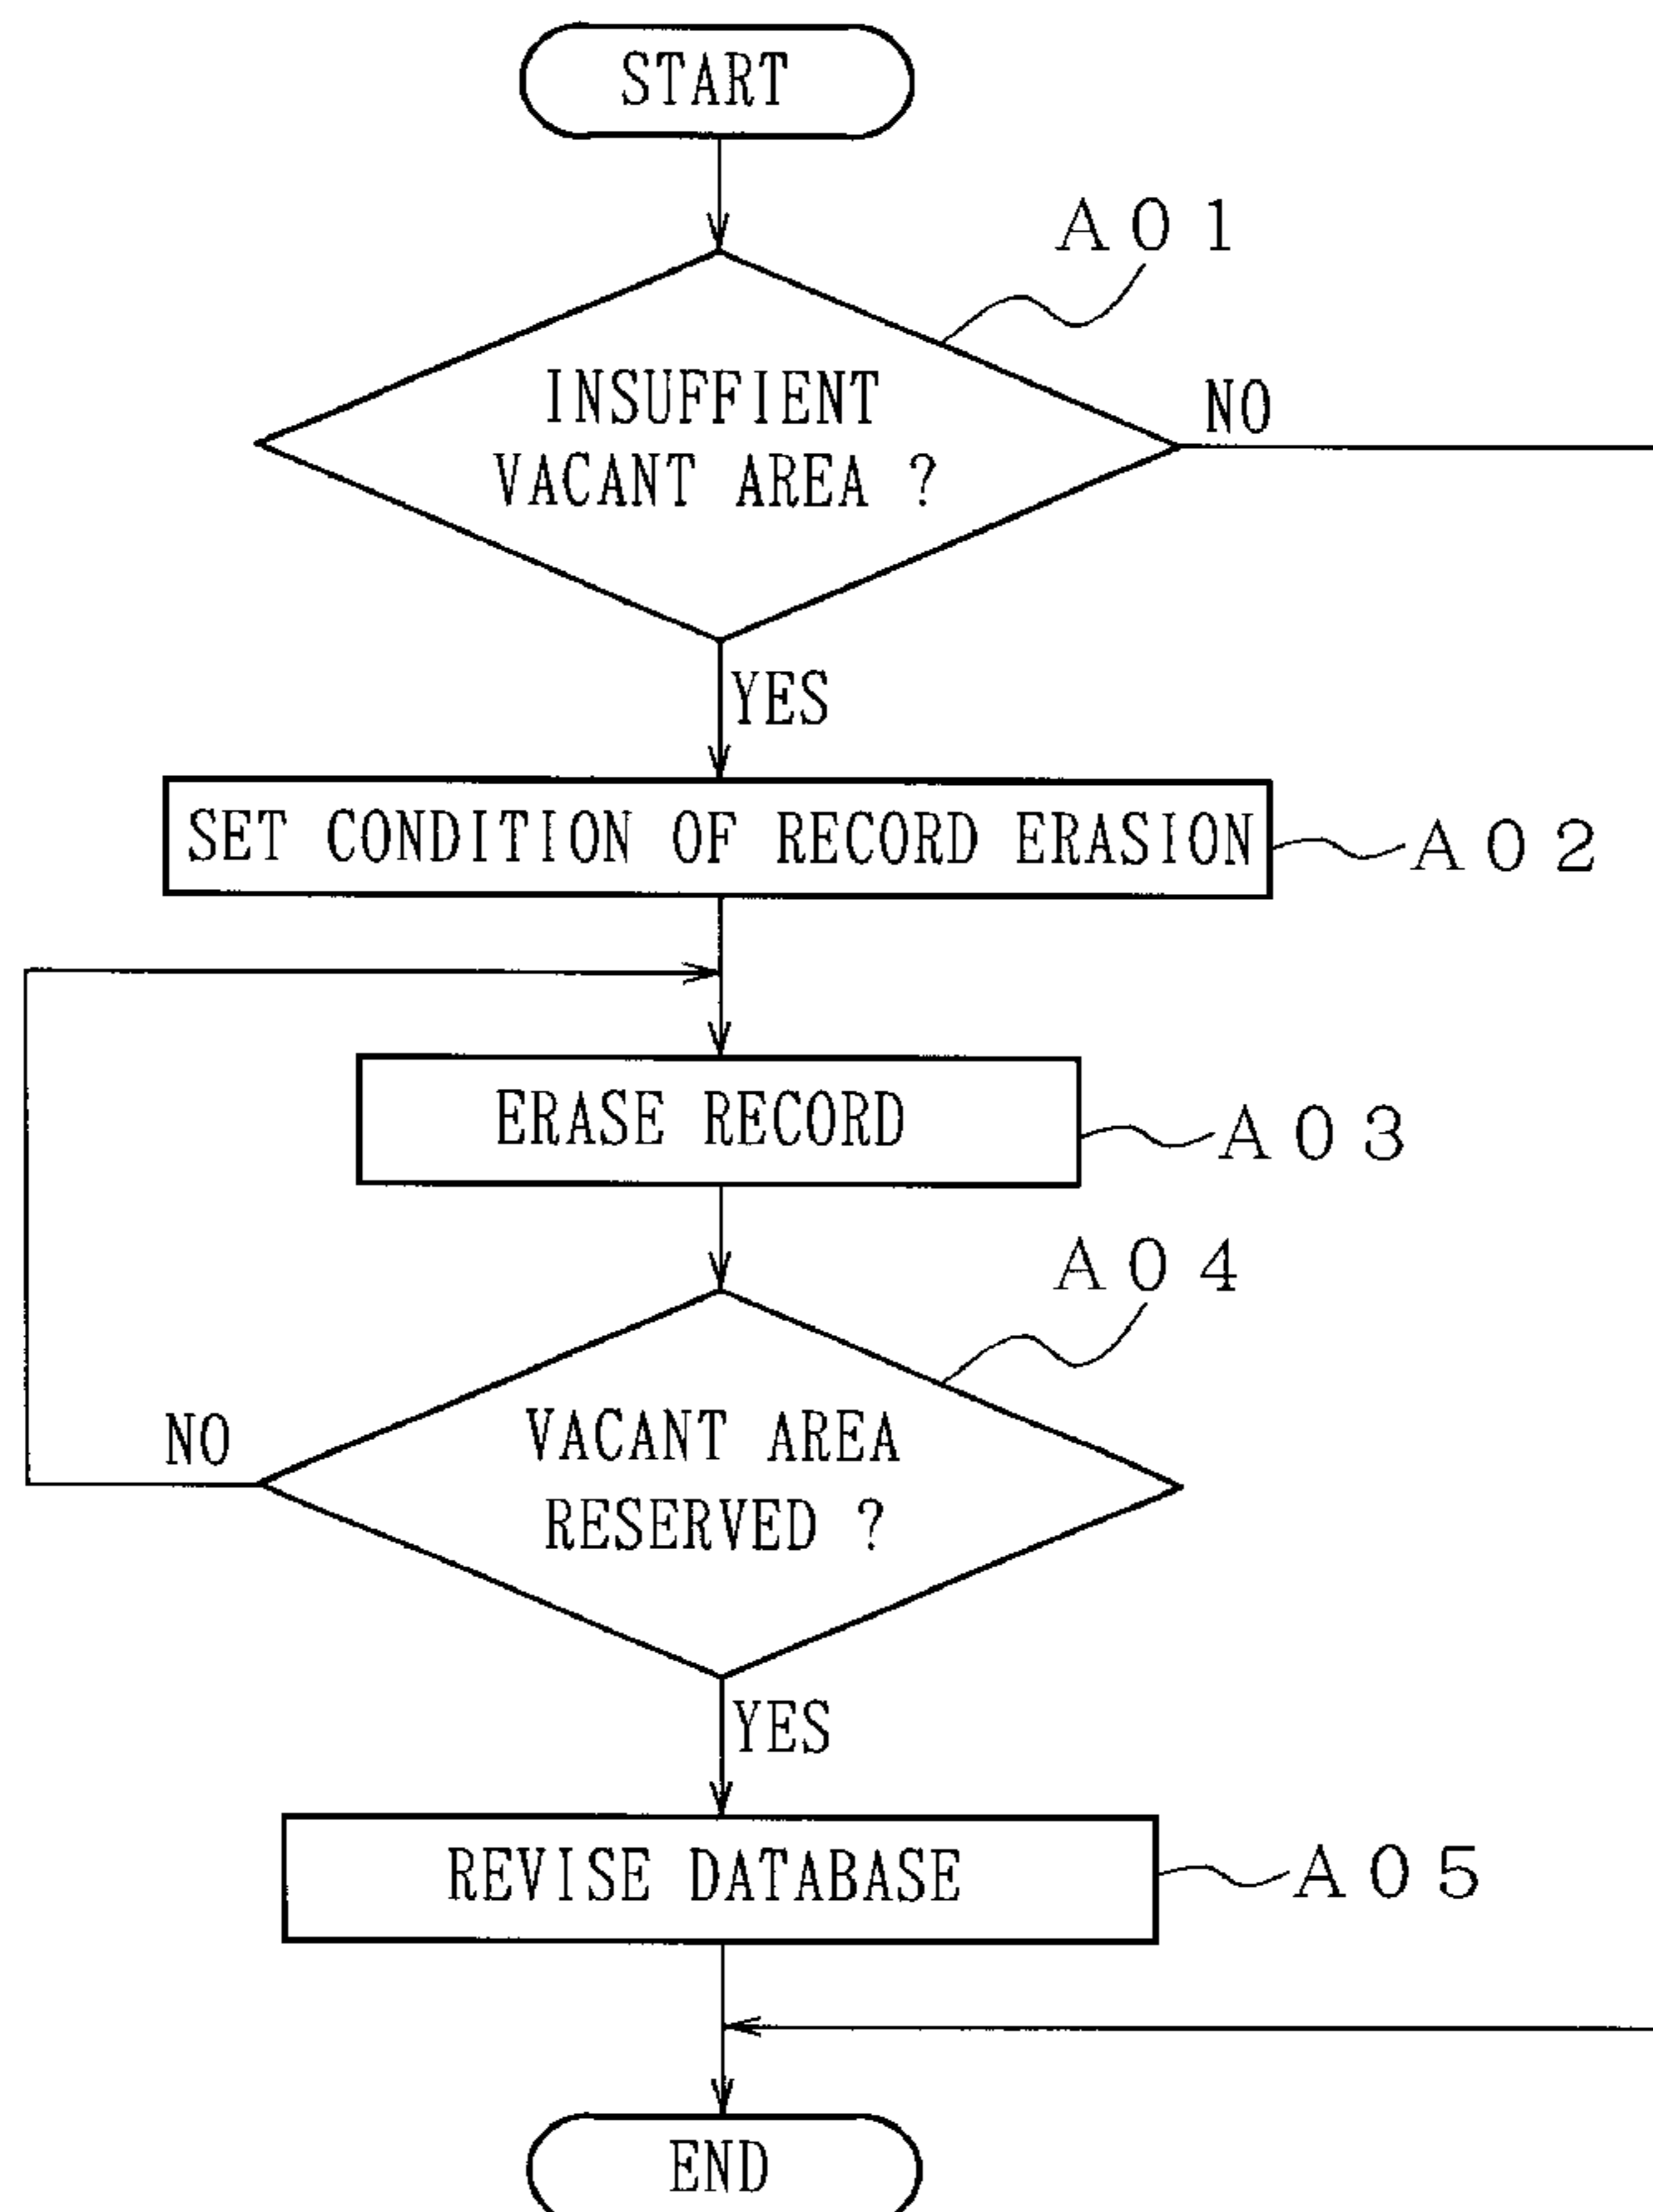 START
A01
INSUFFIENT
VACANT AREA ?
NO
YES
SET CONDITION OF RECORD ERASION
A02
ERASE RECORD
A03
A04
VACANT AREA
RESERVED ?
NO
YES
REVISE DATABASE
A05
END